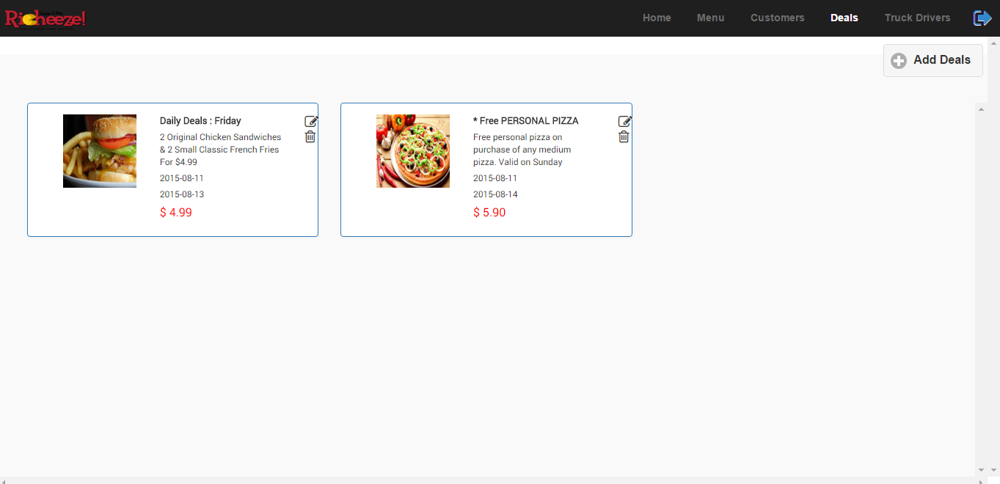 Richeeze!
Home
Menu
Customers
Deals
Truck Drivers
Add Deals
Daily Deals : Friday
2 Original Chicken Sandwiches
& 2 Small Classic French Fries
For $4.99
2015-08-11
2015-08-13
$ 4.99
* Free PERSONAL PIZZA
Free personal pizza on
purchase of any medium
pizza. Valid on Sunday
2015-08-11
2015-08-14
$ 5.90